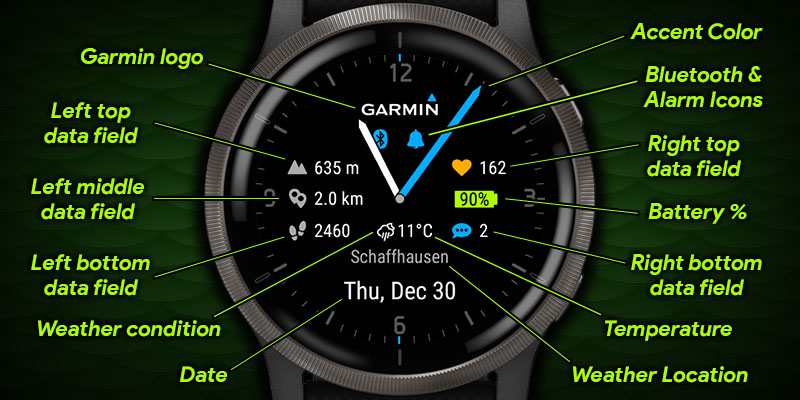 Accent Color
Garmin logo
12
Bluetooth &
Alarm Icons
GARMIN
Left top
data field
635 m
162
Right top
data field
Left middle
data field
9
2.0 km
90%
3
Battery %
2460
11°C
2
Left bottom
data field
Schaffhausen
Right bottom
data field
Thu, Dec 30
Weather condition
6
Temperature
Date
Weather Location